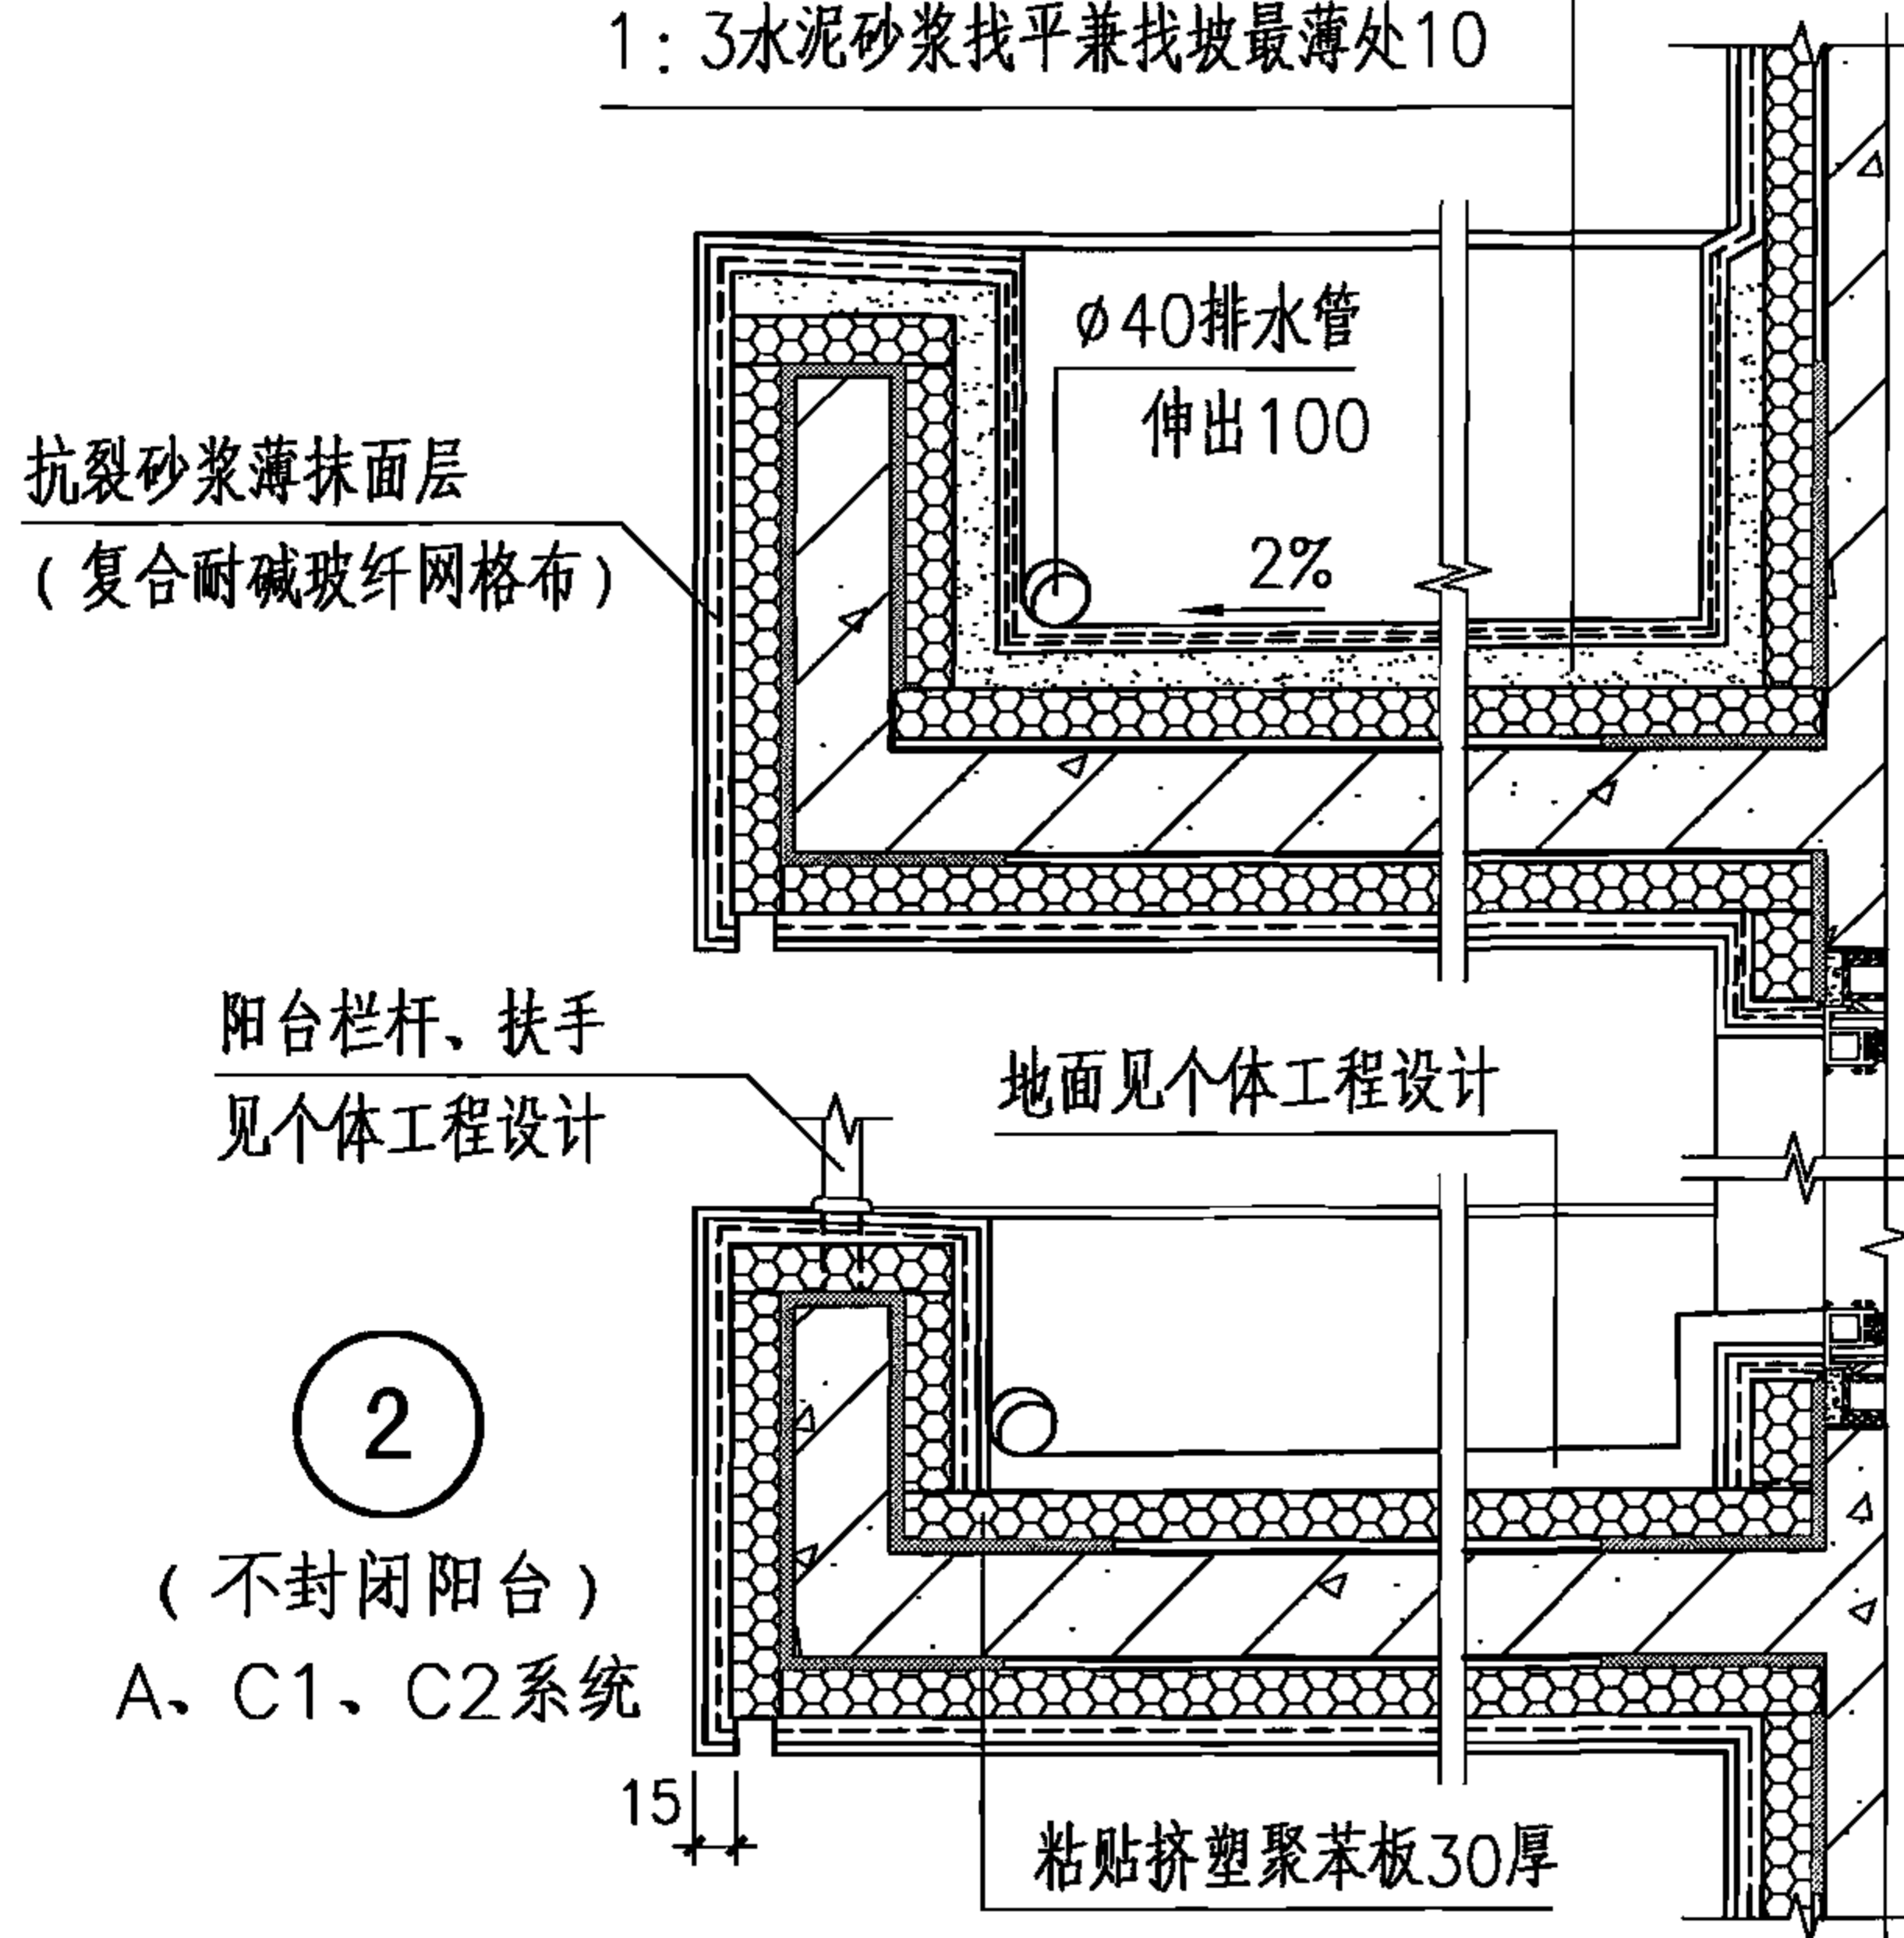 1：3水泥砂浆找平兼找坡最薄处10
ø40排水管
伸出100
抗裂砂浆薄抹面层
（复合耐碱玻纤网格布）
2%
阳台栏杆、扶手
见个体工程设计
地面见个体工程设计
2
（不封闭阳台）
A、C1、C2系统
15
粘贴挤塑聚苯板30厚